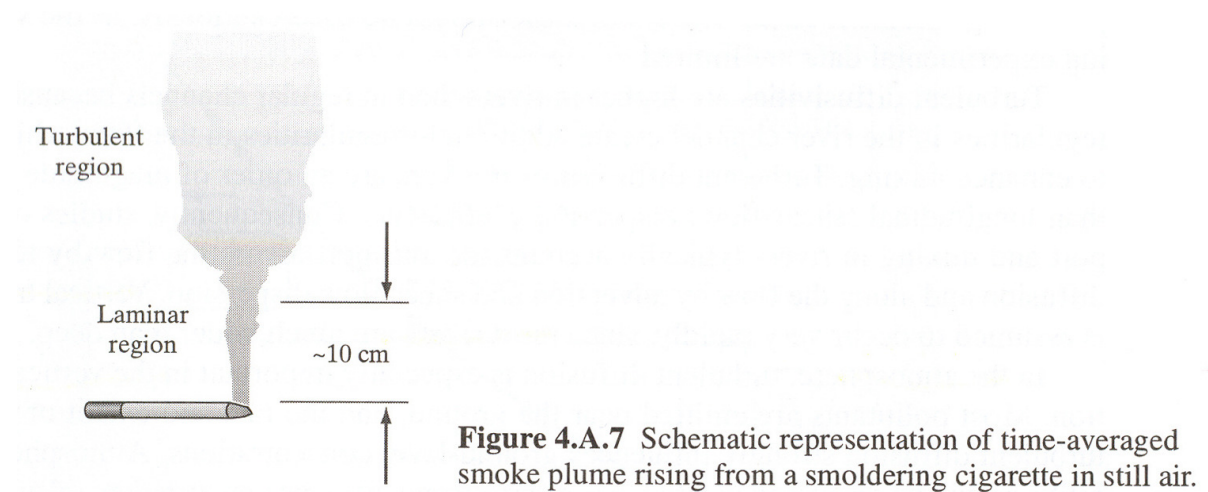 Turbulent
region
Laminar
region
~10 cm
Figure 4.A.7 Schematic representation of time-averaged
smoke plume rising from a smoldering cigarette in still air.